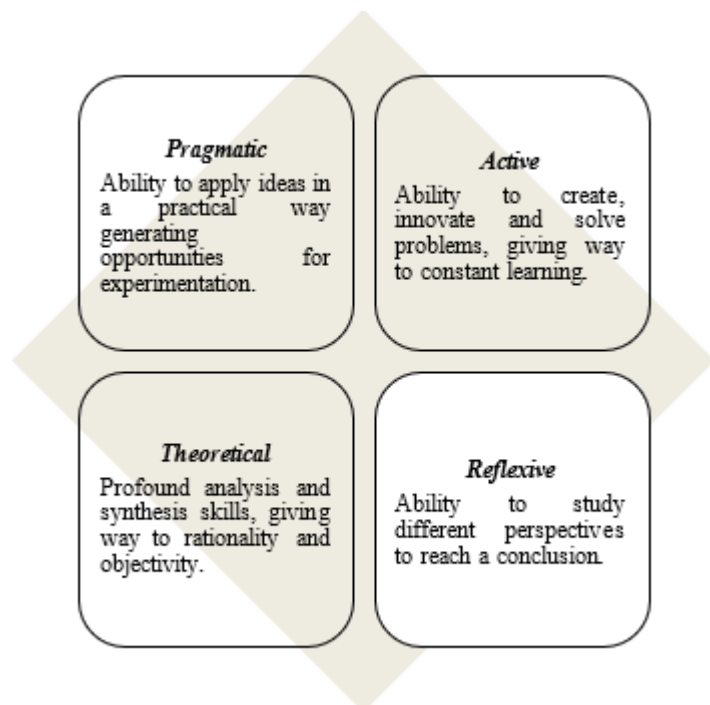 Pragmatic
Ability to apply ideas in
a practical way
generating
opportunities for
experimentation.
Active
Ability to create,
innovate and solve
problems, giving way
to constant learning.
Theoretical
Profound analysis and
synthesis skills, giving
way to rationality and
objectivity.
Reflexive
Ability to study
different perspectives
to reach a conclusion.